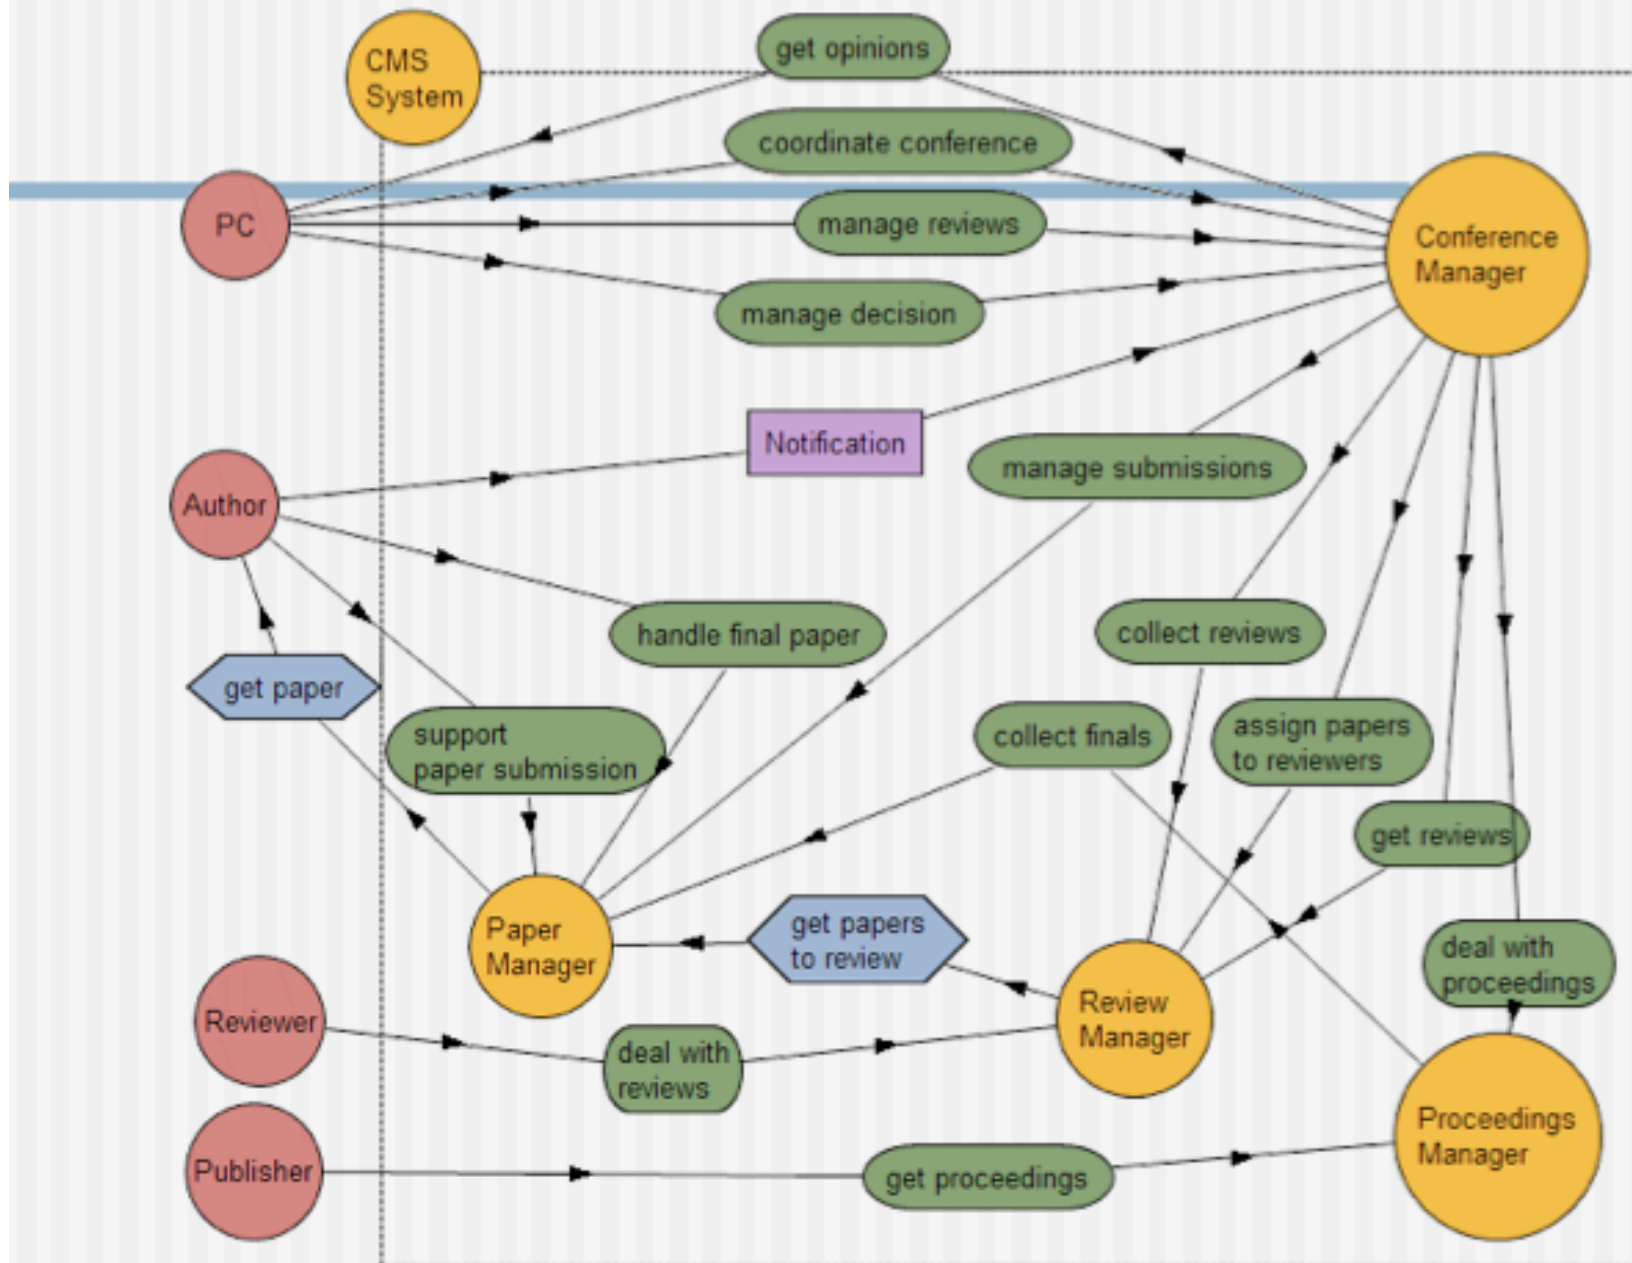 get opinions
CMS
System
coordinate conference
PC
manage reviews
Conference
Manager
manage decision
Notification
manage submissions
Author
handle final paper
collect reviews
get paper
support
paper submission
collect finals
assign papers
to reviewers
get reviews
Paper
Manager
get papers
to review
deal with
proceedings
Reviewer
Review
Manager
deal with
reviews
Proceedings
Manager
Publisher
get proceedings